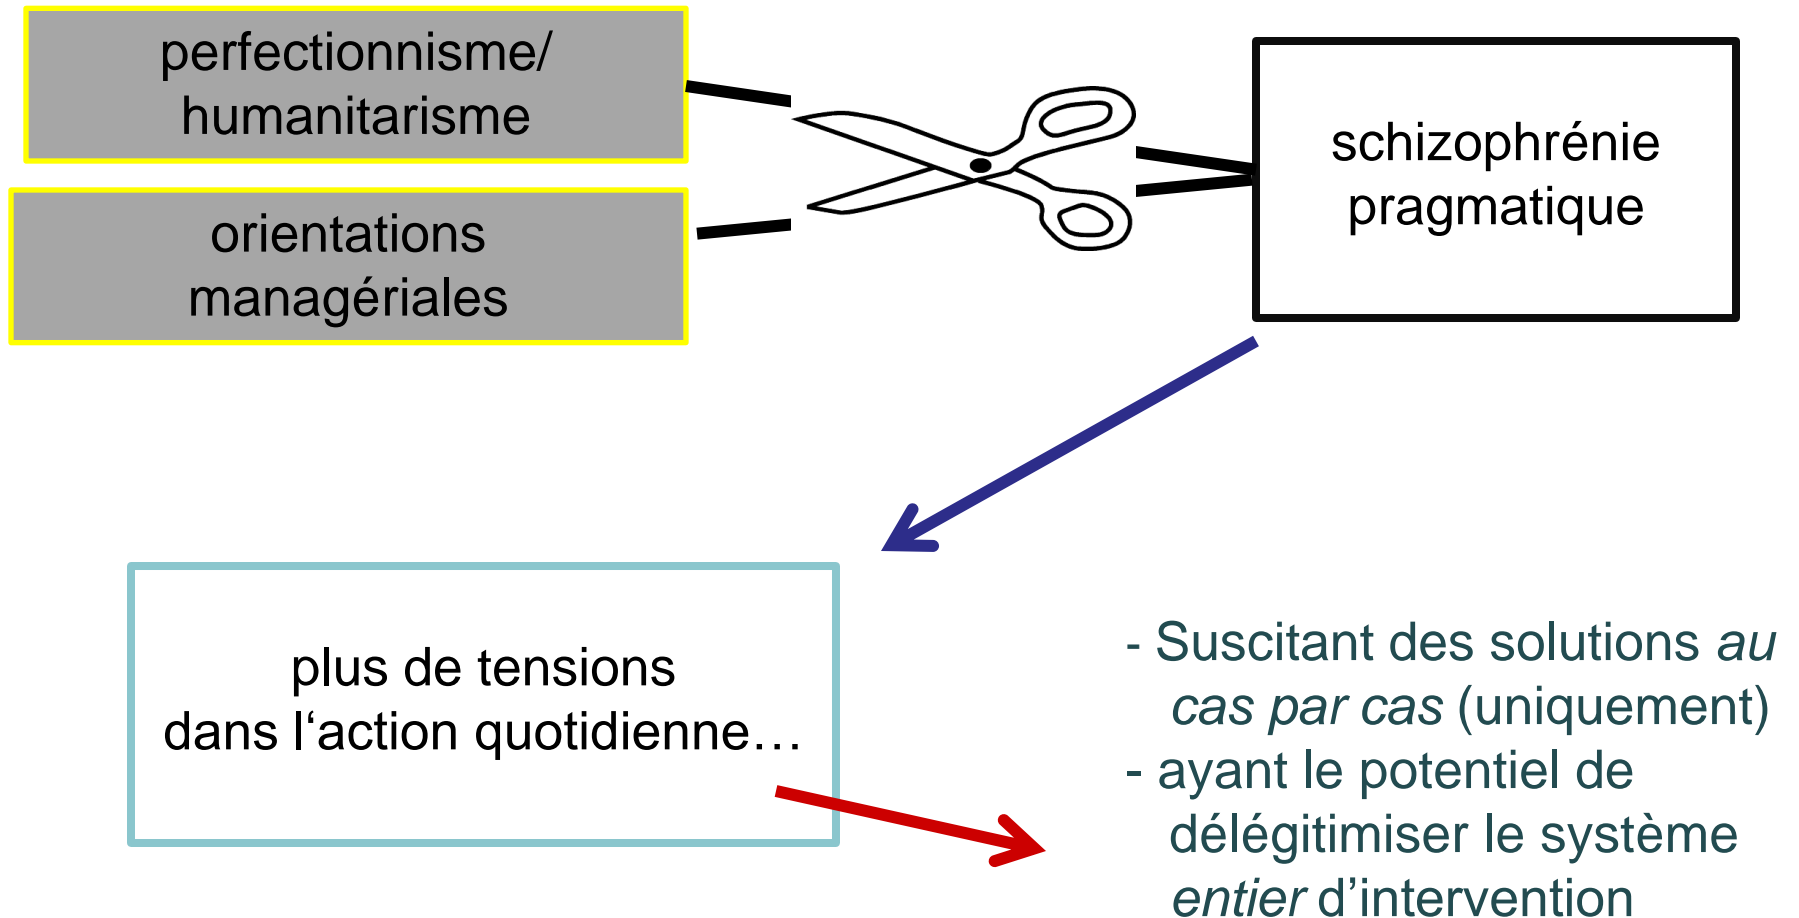 perfectionnisme/
humanitarisme
orientations
managériales
schizophrénie
pragmatique
plus de tensions
dans l‘action quotidienne…
- Suscitant des solutions au
cas par cas (uniquement)
- ayant le potentiel de
délégitimiser le système
entier d’intervention